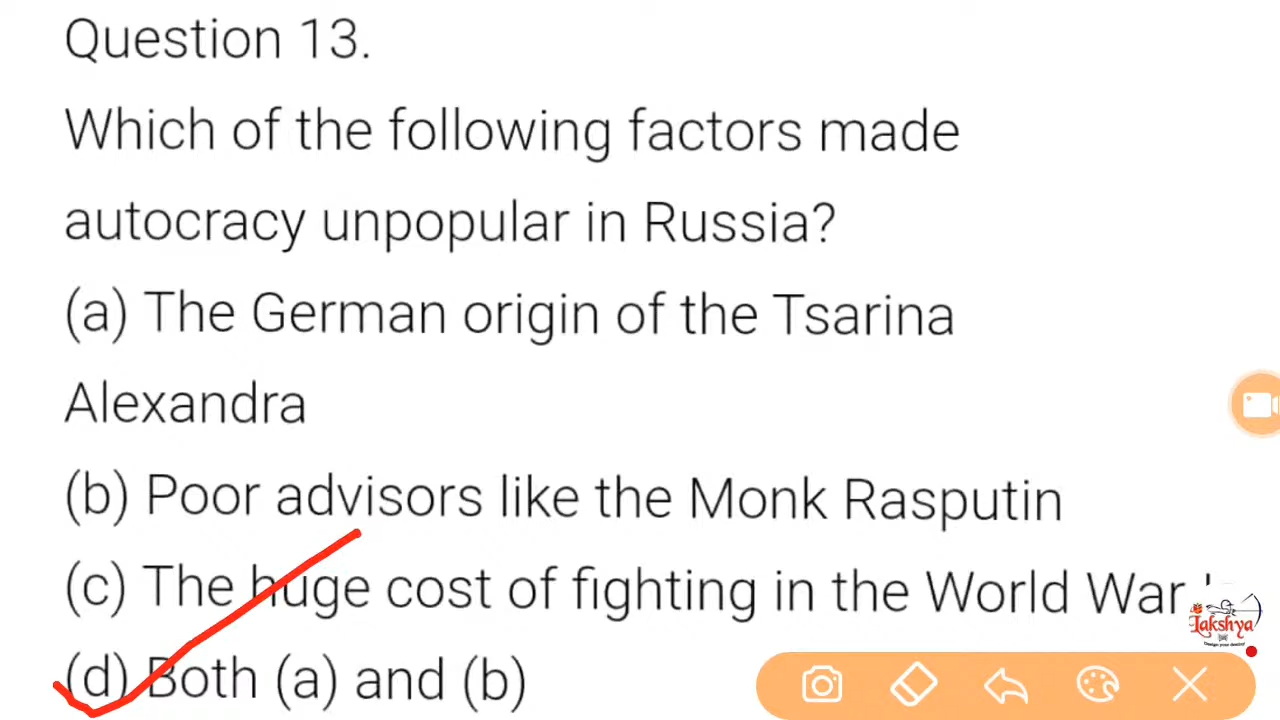 Question 13.
Which of the following factors made
autocracy unpopular in Russia?
(a) The German origin of the Tsarina
Alexandra
(b) Poor advisors like the Monk Rasputin
(c) The huge cost of fighting in the World War
Lakshya
(d) Both (a) and (b)